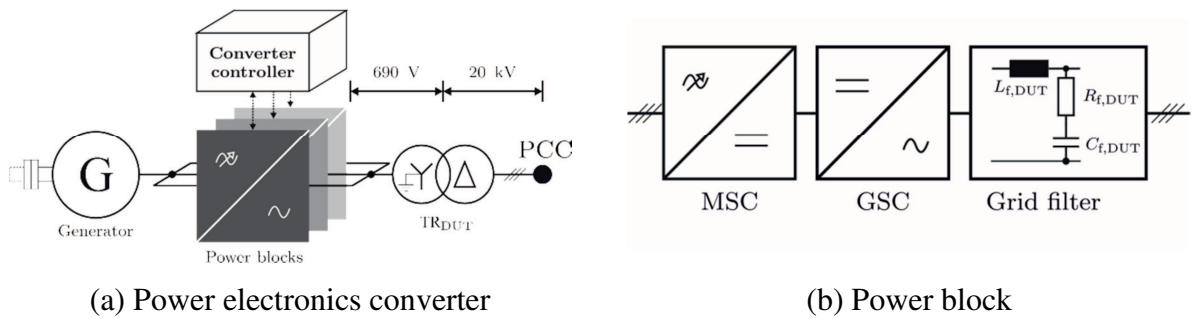 Converter
controller
690 V
20 kV
G
Generator
PCC
TR_DUT
Power blocks
(a) Power electronics converter
L_f,DUT
R_f,DUT
C_f,DUT
MSC
GSC
Grid filter
(b) Power block